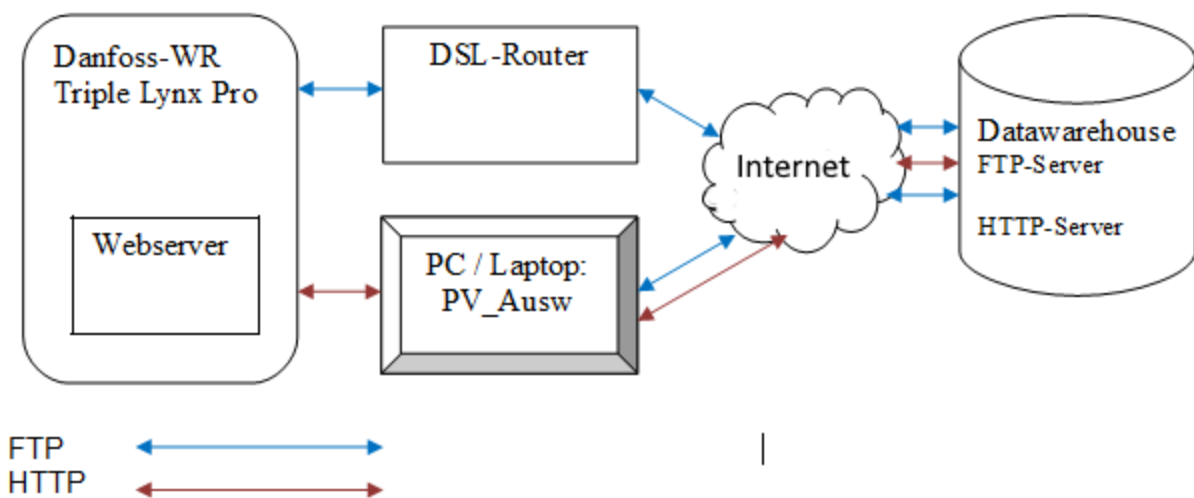 Danfoss-WR
Triple Lynx Pro
Webserver
DSL-Router
PC / Laptop:
PV_Ausw
Internet
Datawarehouse
FTP-Server
HTTP-Server
FTP
HTTP